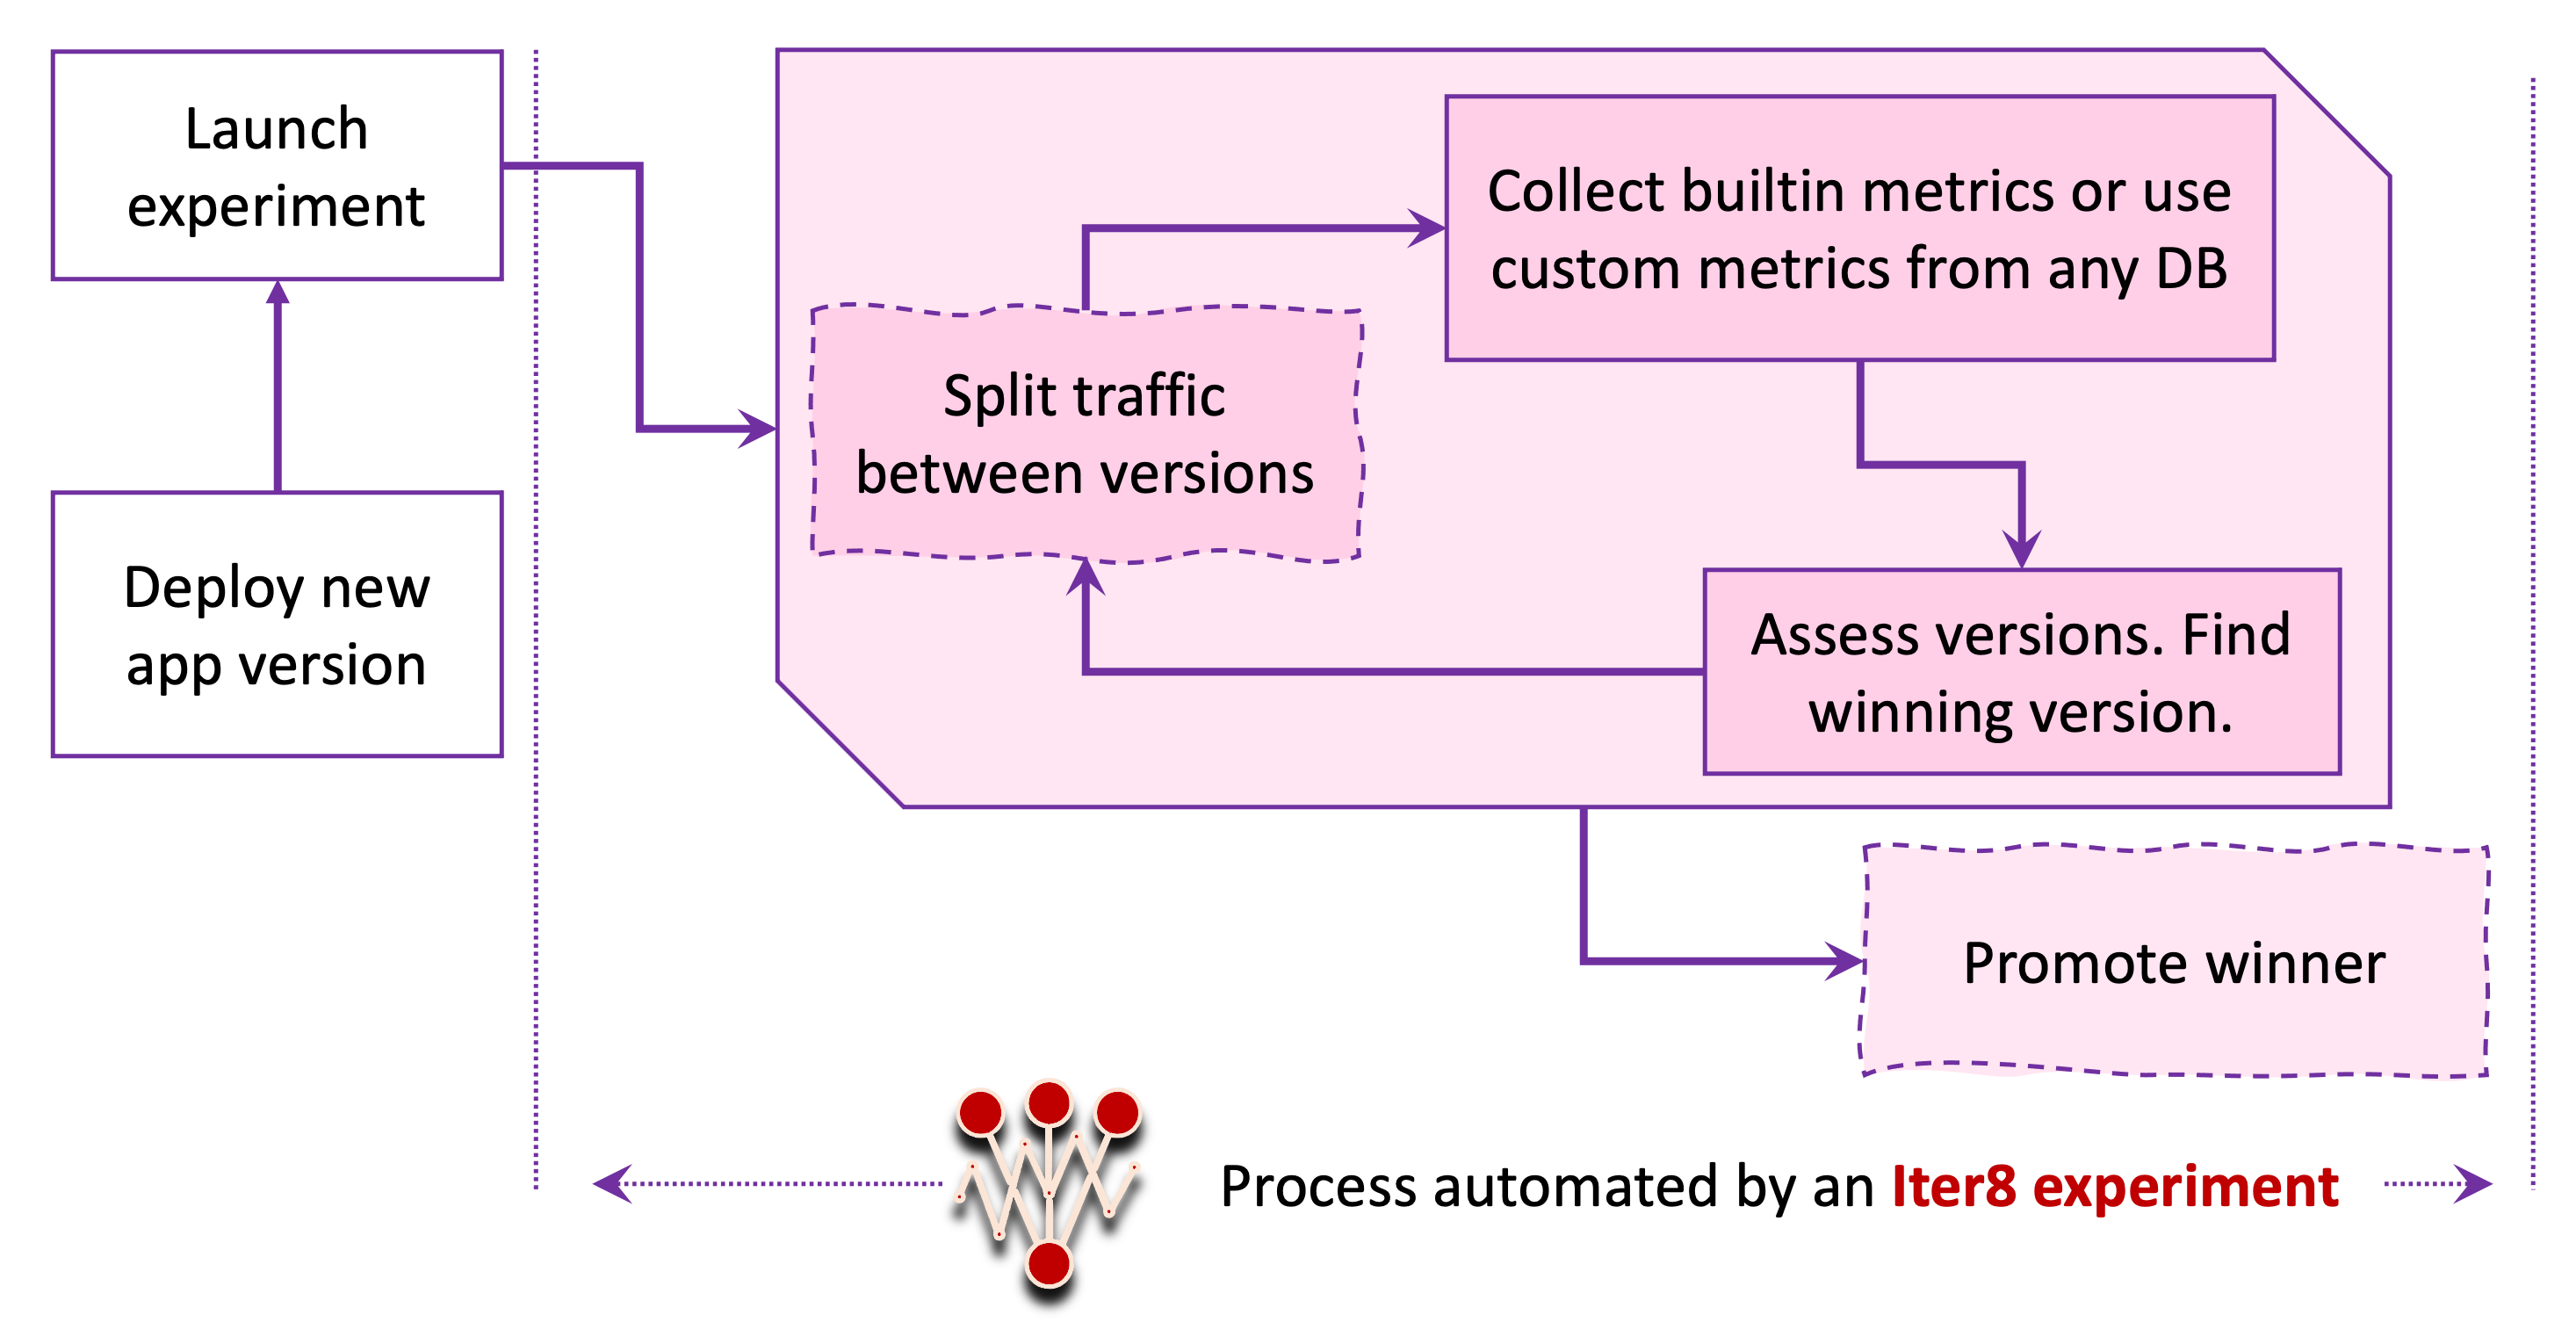 Launch
experiment
Deploy new
app version
Split traffic
between versions
Collect builtin metrics or use
custom metrics from any DB
Assess versions. Find
winning version.
Promote winner
Process automated by an Iter8 experiment